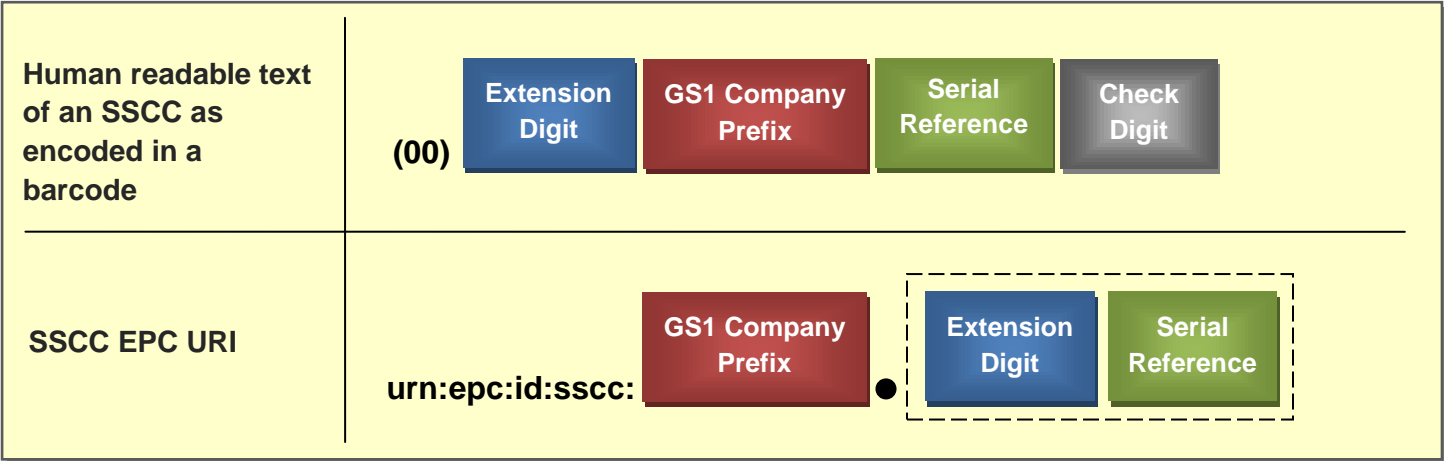 Human readable text
of an SSCC as
encoded in a
barcode
(00)
Extension
Digit
GS1 Company
Prefix
Serial
Reference
Check
Digit
SSCC EPC URI
urn:epc:id:sscc:
GS1 Company
Prefix
•
Extension
Digit
Serial
Reference